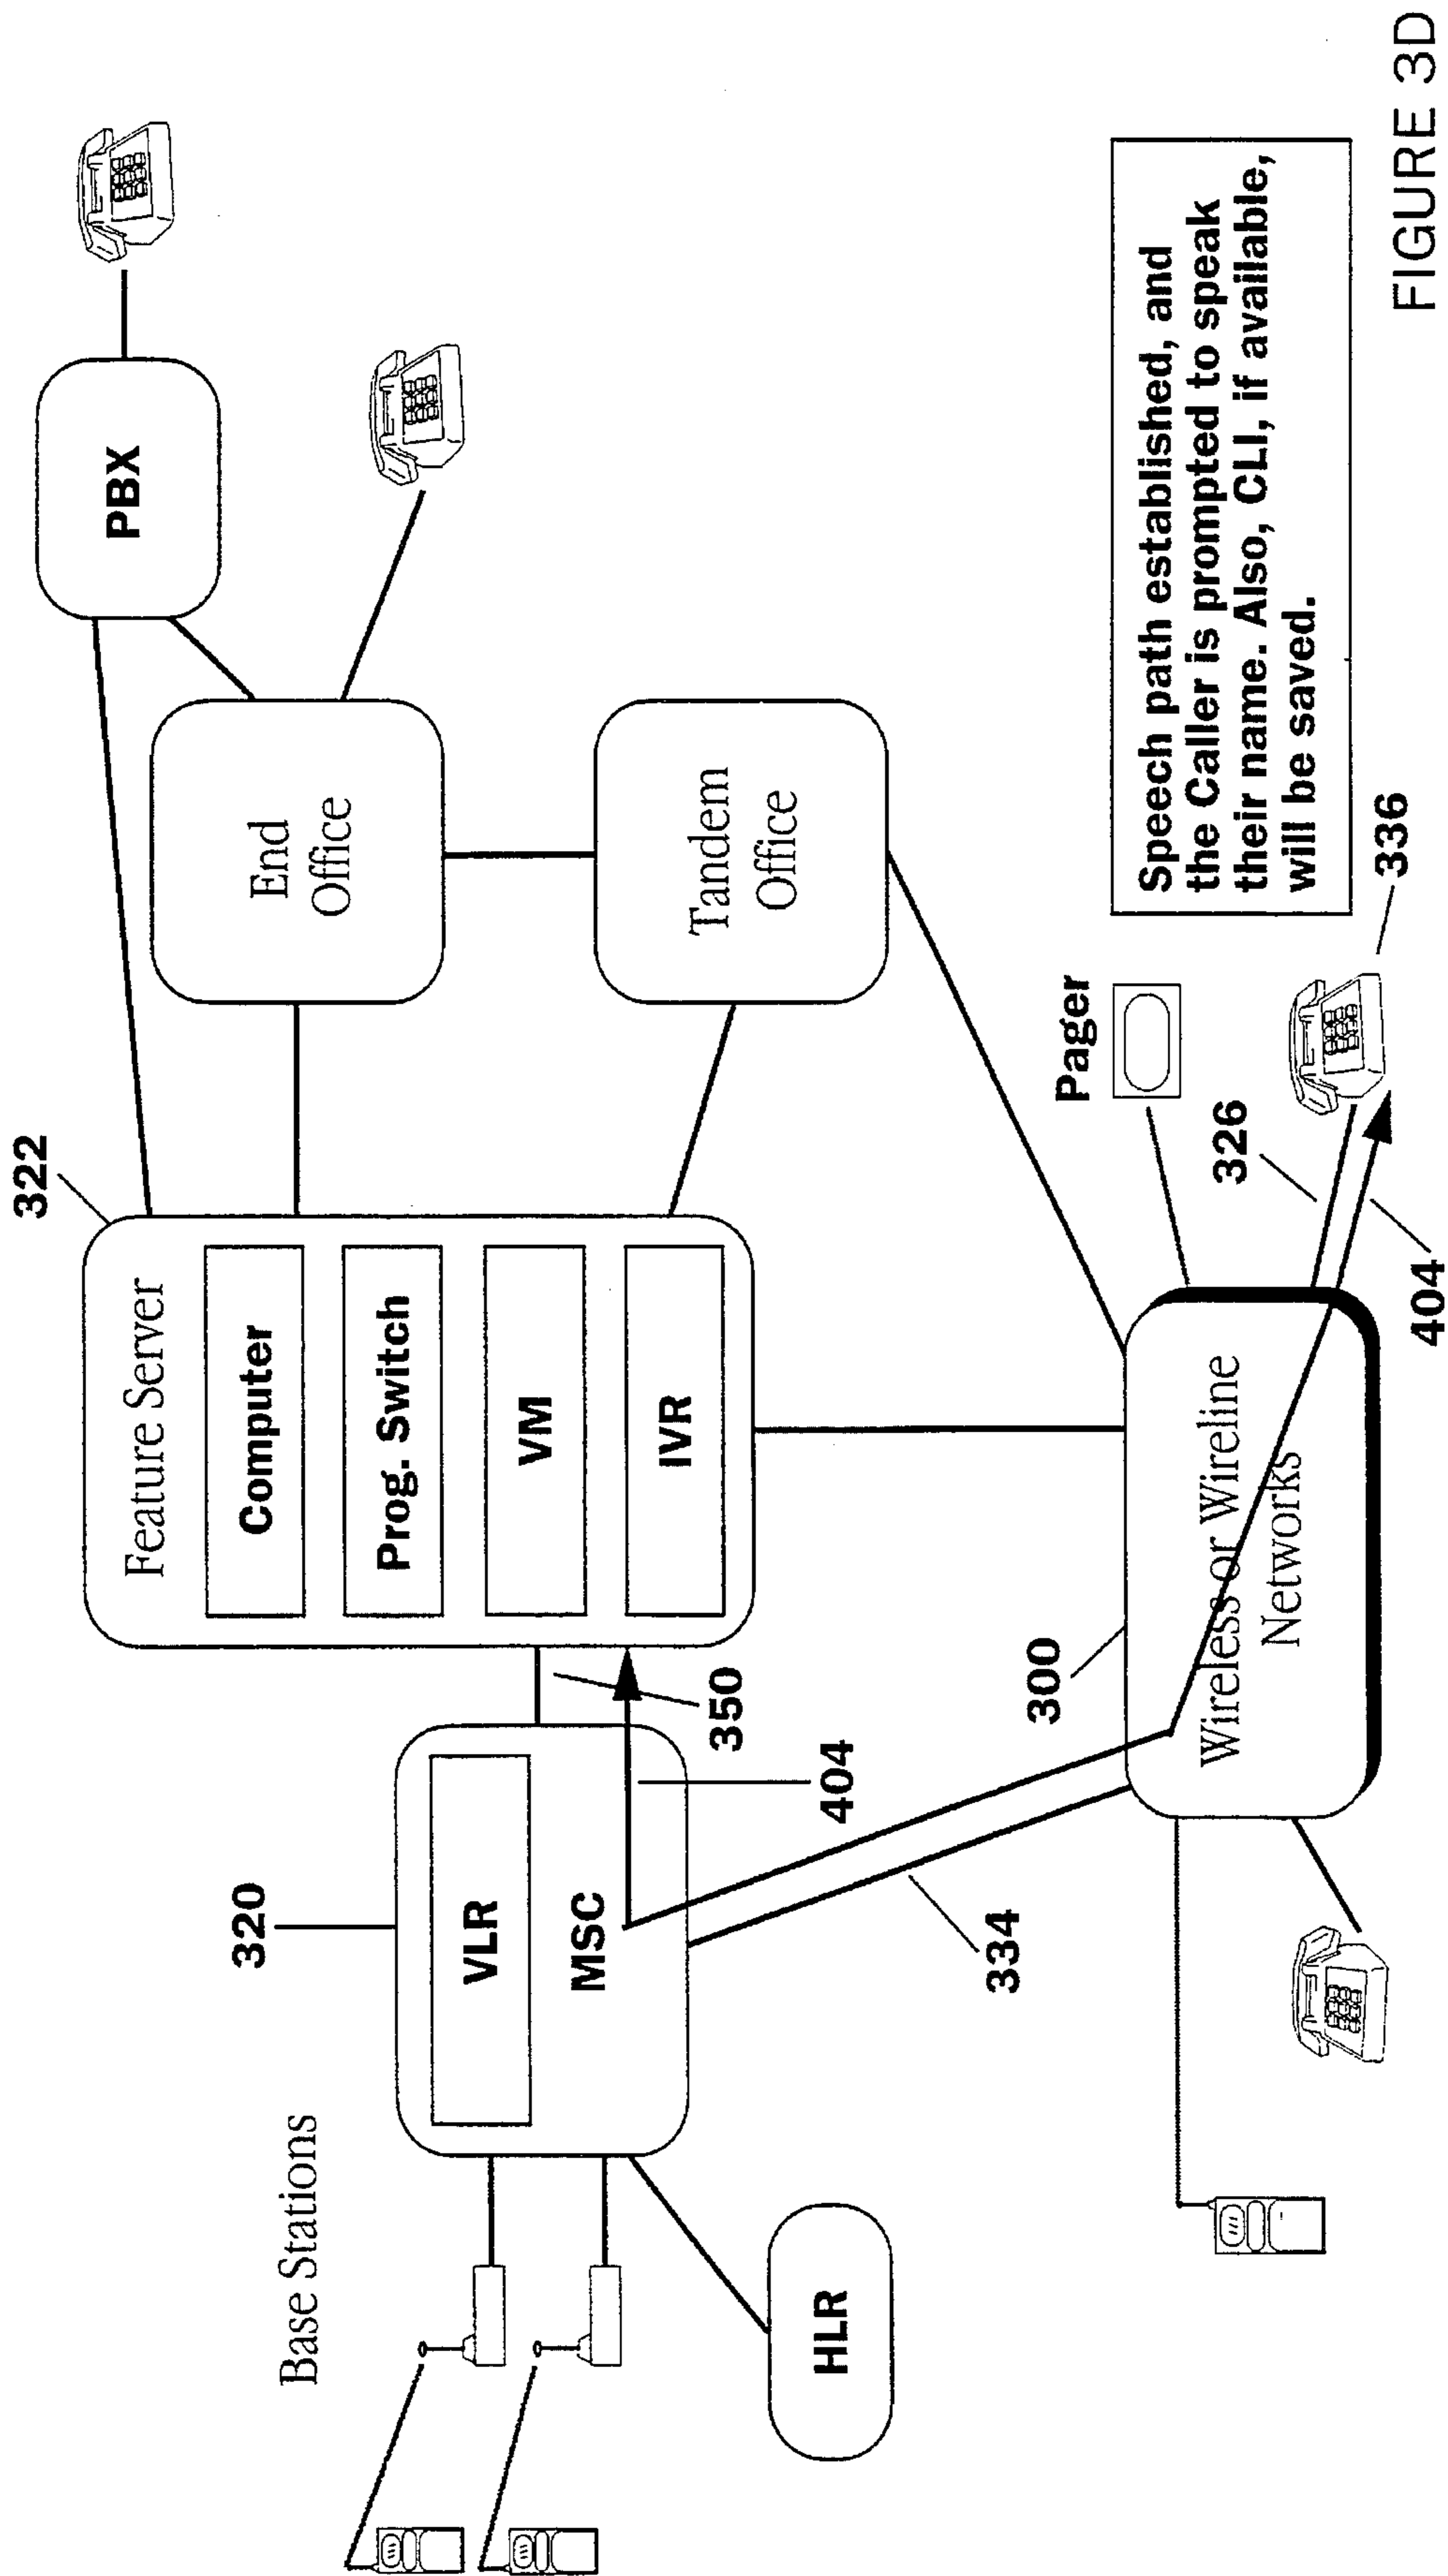 Base Stations
320
VLR
MSC
HLR
350
404
334
322
Feature Server
Computer
Prog. Switch
VM
IVR
PBX
End
Office
Tandem
Office
300
Wireless or Wireline
Networks
Pager
326
404
336
Speech path established, and
the Caller is prompted to speak
their name. Also, CLI, if available,
will be saved.
FIGURE 3D